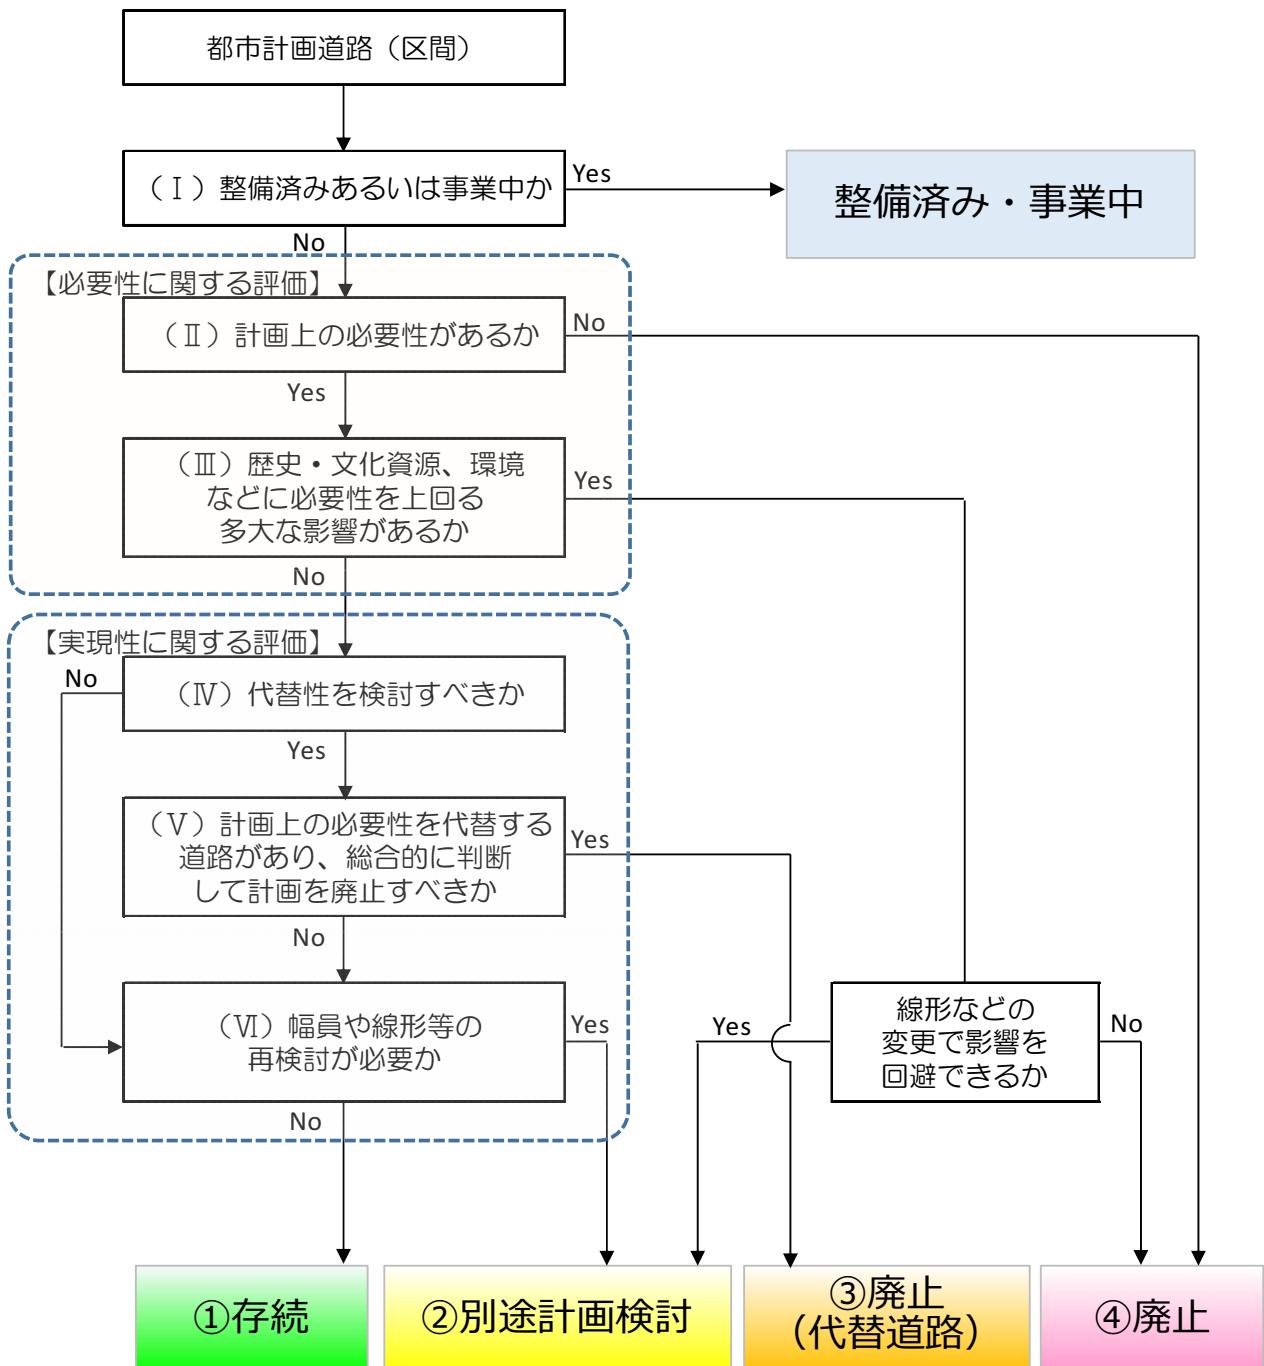 都市計画道路（区間）
（Ⅰ）整備済みあるいは事業中か
Yes
整備済み・事業中
No
【必要性に関する評価】
（Ⅱ）計画上の必要性があるか
No
Yes
（Ⅲ）歴史・文化資源、環境
などに必要性を上回る
多大な影響があるか
Yes
No
【実現性に関する評価】
No
（Ⅳ）代替性を検討すべきか
Yes
（Ⅴ）計画上の必要性を代替する
道路があり、総合的に判断
して計画を廃止すべきか
Yes
No
（Ⅵ）幅員や線形等の
再検討が必要か
Yes
No
Yes
線形などの
変更で影響を
回避できるか
No
①存続
②別途計画検討
③廃止
（代替道路）
④廃止